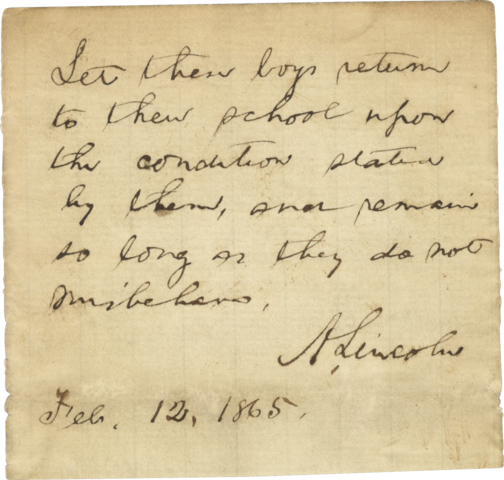 Let these boys return
to their school upon
the condition stated
by them, and remain
so long as they do not
misbehave.
A. Lincoln
Feb. 12, 1865.